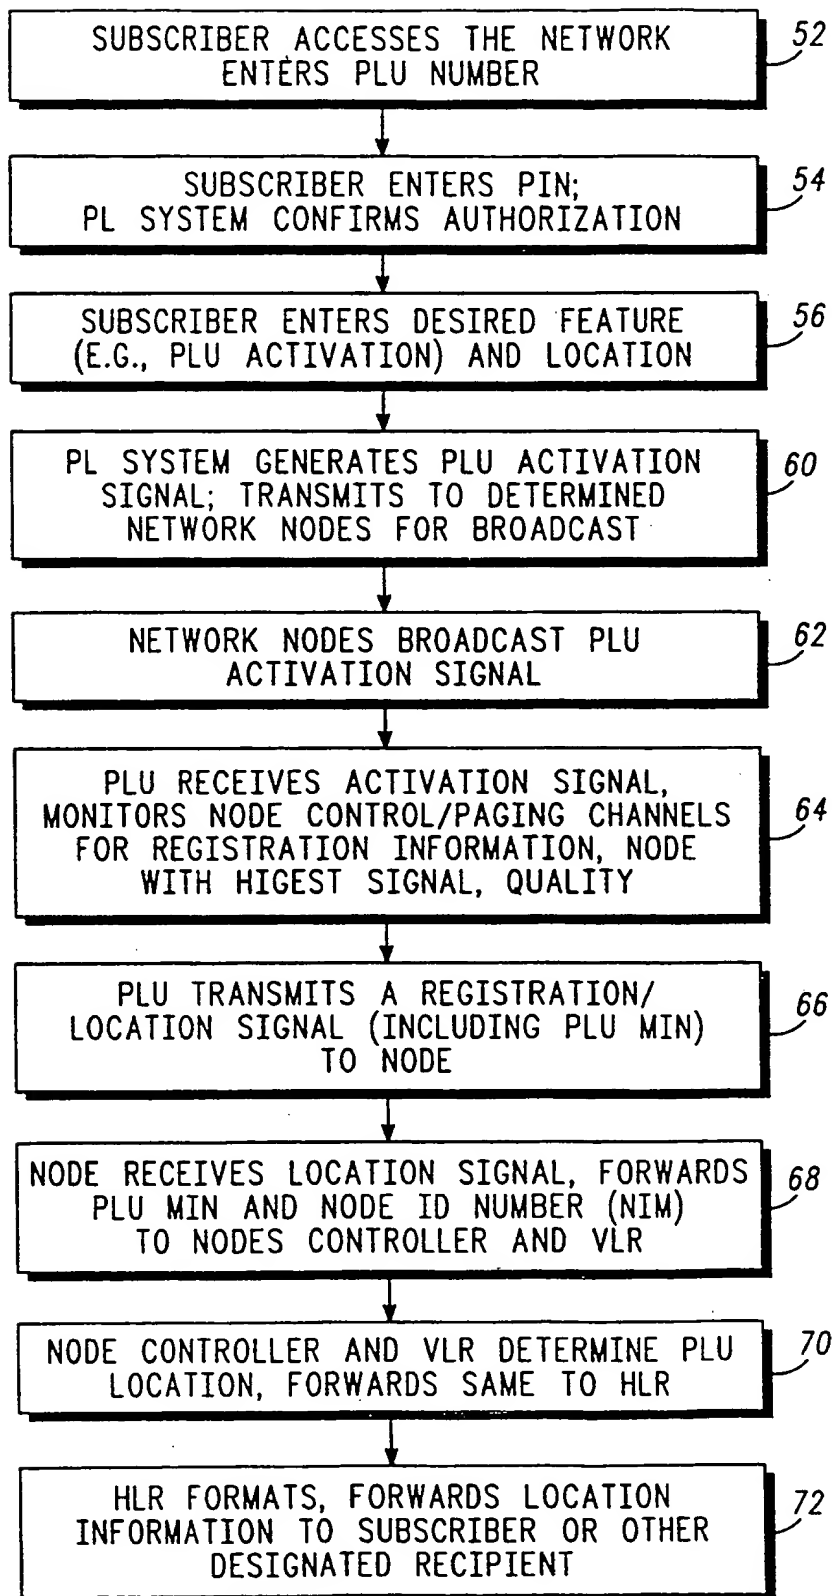 SUBSCRIBER ACCESSES THE NETWORK
ENTERS PLU NUMBER
52
SUBSCRIBER ENTERS PIN;
PL SYSTEM CONFIRMS AUTHORIZATION
54
SUBSCRIBER ENTERS DESIRED FEATURE
(E.G., PLU ACTIVATION) AND LOCATION
56
PL SYSTEM GENERATES PLU ACTIVATION
SIGNAL; TRANSMITS TO DETERMINED
NETWORK NODES FOR BROADCAST
60
NETWORK NODES BROADCAST PLU
ACTIVATION SIGNAL
62
PLU RECEIVES ACTIVATION SIGNAL,
MONITORS NODE CONTROL/PAGING CHANNELS
FOR REGISTRATION INFORMATION, NODE
WITH HIGEST SIGNAL, QUALITY
64
PLU TRANSMITS A REGISTRATION/
LOCATION SIGNAL (INCLUDING PLU MIN)
TO NODE
66
NODE RECEIVES LOCATION SIGNAL, FORWARDS
PLU MIN AND NODE ID NUMBER (NIM)
TO NODES CONTROLLER AND VLR
68
NODE CONTROLLER AND VLR DETERMINE PLU
LOCATION, FORWARDS SAME TO HLR
70
HLR FORMATS, FORWARDS LOCATION
INFORMATION TO SUBSCRIBER OR OTHER
DESIGNATED RECIPIENT
72